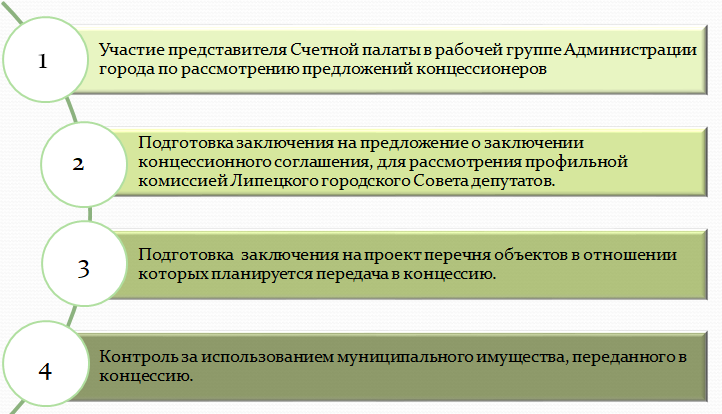 1
Участие представителя Счетной палаты в рабочей группе Администрации
города по рассмотрению предложений концессионеров
2
Подготовка заключения на предложение о заключении
концессионного соглашения, для рассмотрения профильной
комиссией Липецкого городского Совета депутатов.
3
Подготовка заключения на проект перечня объектов в отношении
которых планируется передача в концессию.
4
Контроль за использованием муниципального имущества, переданного в
концессию.